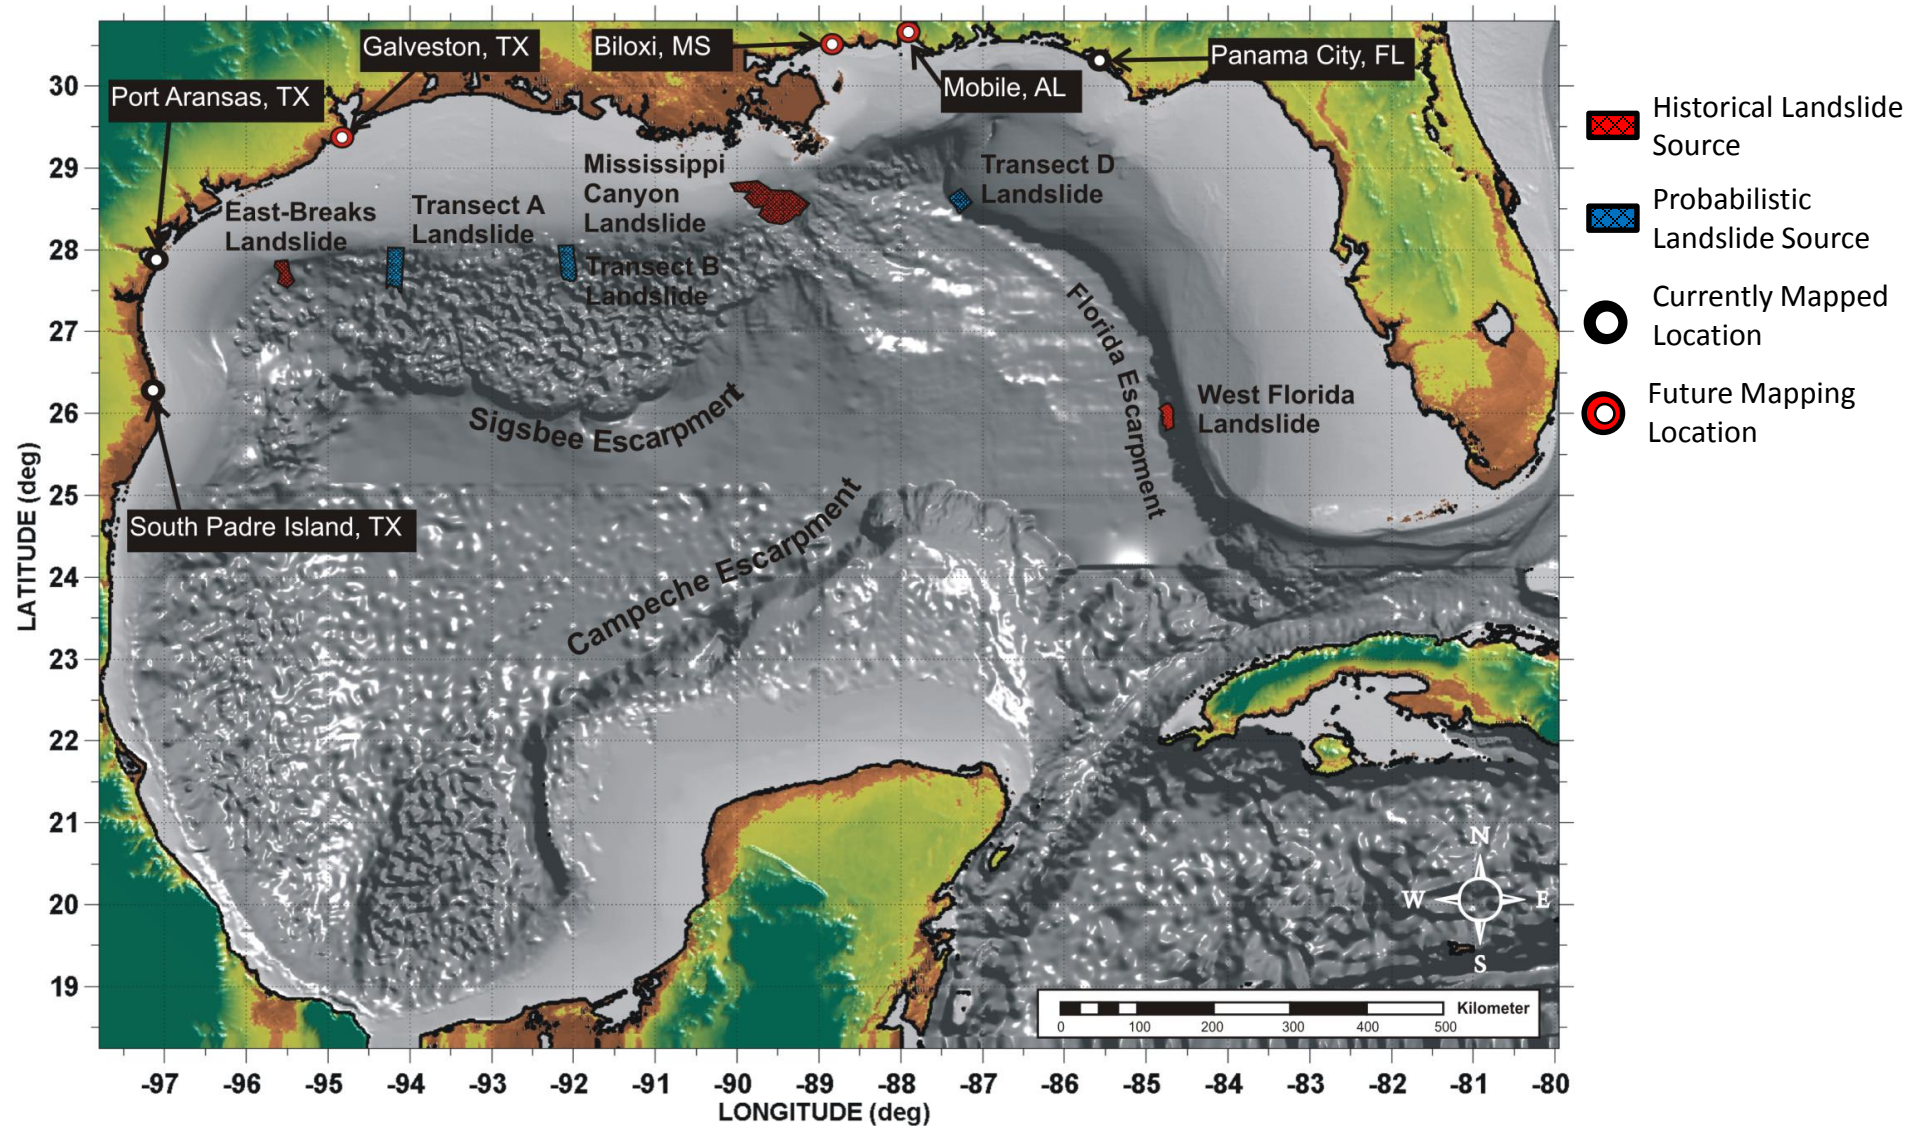 Galveston, TX
Biloxi, MS
Panama City, FL
Port Aransas, TX
Mobile, AL
Mississippi
Canyon
Landslide
Transect D
Landslide
East-Breaks
Landslide
Transect A
Landslide
Transect B
Landslide
Florida Escarpment
West Florida
Landslide
Sigsbee Escarpment
South Padre Island, TX
Campeche Escarpment
Historical Landslide
Source
Probabilistic
Landslide Source
Currently Mapped
Location
Future Mapping
Location
LATITUDE (deg)
30
29
28
27
26
25
24
23
22
21
20
19
N
W
E
S
Kilometer
0 100 200 300 400 500
-97 -96 -95 -94 -93 -92 -91 -90 -89 -88 -87 -86 -85 -84 -83 -82 -81 -80
LONGITUDE (deg)